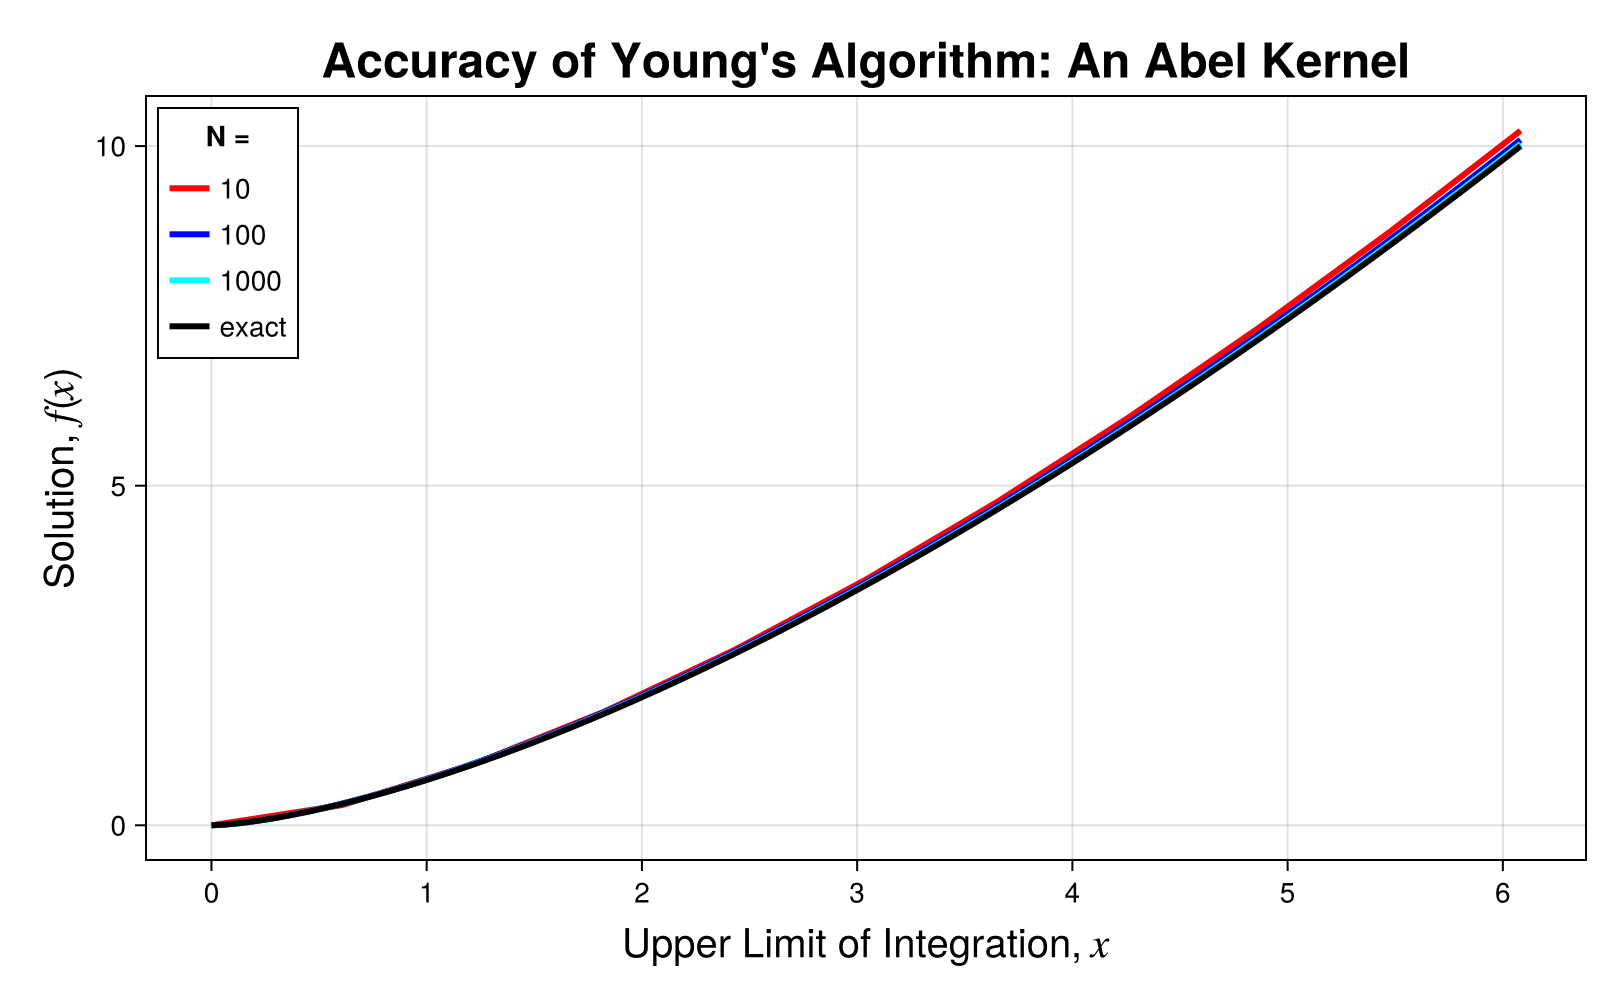 Accuracy of Young's Algorithm: An Abel Kernel
N =
10
100
1000
exact
10
5
0
Solution, f(x)
0 1 2 3 4 5 6
Upper Limit of Integration, x